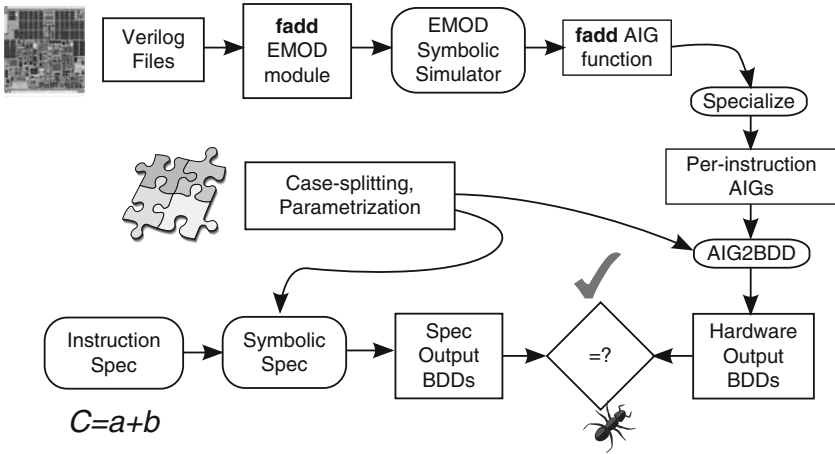 Verilog
Files
fadd
EMOD
module
EMOD
Symbolic
Simulator
fadd AIG
function
Specialize
Per-instruction
AIGs
Case-splitting,
Parametrization
AIG2BDD
Instruction
Spec
Symbolic
Spec
Spec
Output
BDDs
=?
Hardware
Output
BDDs
C=a+b